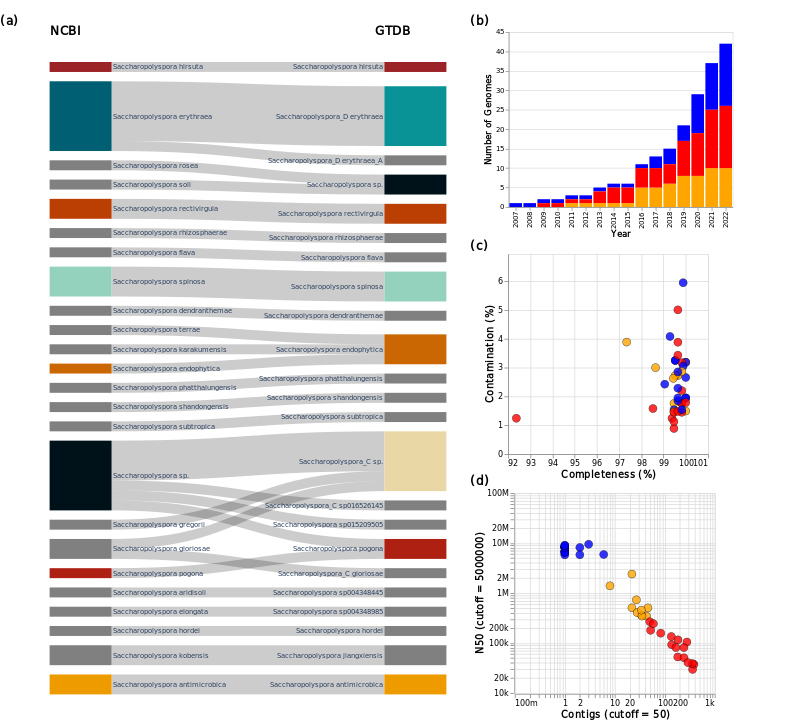 (a)
NCBI
GTDB
Saccharopolyspora hirsuta
Saccharopolyspora hirsuta
Saccharopolyspora erythraea
Saccharopolyspora_D erythraea
Saccharopolyspora_D erythraea_A
Saccharopolyspora rosea
Saccharopolyspora soli
Saccharopolyspora sp.
Saccharopolyspora rectivirgula
Saccharopolyspora rectivirgula
Saccharopolyspora rhizosphaerae
Saccharopolyspora rhizosphaerae
Saccharopolyspora flava
Saccharopolyspora flava
Saccharopolyspora spinosa
Saccharopolyspora spinosa
Saccharopolyspora dendranthemae
Saccharopolyspora dendranthemae
Saccharopolyspora terrae
Saccharopolyspora karakumensis
Saccharopolyspora endophytica
Saccharopolyspora endophytica
Saccharopolyspora phatthalungensis
Saccharopolyspora phatthalungensis
Saccharopolyspora shandongensis
Saccharopolyspora shandongensis
Saccharopolyspora subtropica
Saccharopolyspora subtropica
Saccharopolyspora_C sp.
Saccharopolyspora sp.
Saccharopolyspora_C sp016526145
Saccharopolyspora gregorii
Saccharopolyspora sp015209505
Saccharopolyspora gloriosae
Saccharopolyspora pogona
Saccharopolyspora pogona
Saccharopolyspora_C gloriosae
Saccharopolyspora aridisoli
Saccharopolyspora sp004348445
Saccharopolyspora elongata
Saccharopolyspora sp004348985
Saccharopolyspora hordei
Saccharopolyspora hordei
Saccharopolyspora kobensis
Saccharopolyspora jiangxiensis
Saccharopolyspora antimicrobica
Saccharopolyspora antimicrobica
(b)
Number of Genomes
45
40
35
30
25
20
15
10
5
0
2007
2008
2009
2010
2011
2012
2013
2014
2015
2016
2017
2018
2019
2020
2021
2022
Year
(c)
Contamination (%)
6
5
4
3
2
1
0
92 93 94 95 96 97 98 99 100 101
Completeness (%)
(d)
N50 (cutoff = 5000000)
100M
20M
10M
2M
1M
200k
100k
20k
10k
100m 1 2 10 20 100 200 1k
Contigs (cutoff = 50)